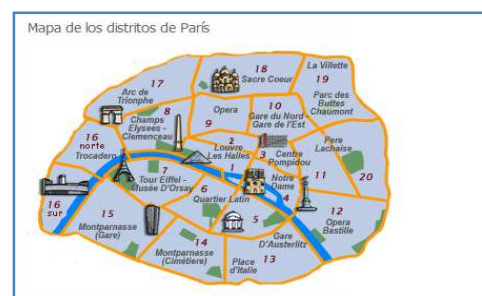 Mapa de los distritos de París
17
Arc de
Trionphe
18
Sacre Coeur
La Villette
19
Parc des
Buttes
Chaumont
8
Champs
Elysees -
Clemenceau
Opera
9
10
Gare du Nord -
Gare de l'Est
16
norte
Trocadero
2
Louvre
Les Halles
1
3
Centre
Pompidou
Pere
Lachaise
20
11
7
Tour Eiffel -
Musée D'Orsay
Notre
Dame
4
16
sur
6
Quartier Latin
5
15
Montparnasse
(Gare)
12
Opera
Bastille
14
Montparnasse
(Cimétiere)
Gare
D'Austerlitz
Place
d'Italie
13